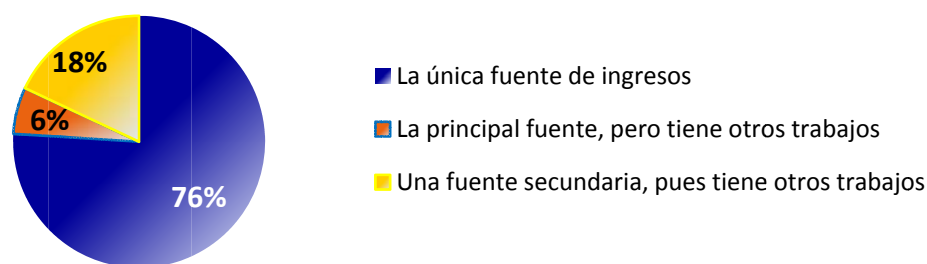 18%
6%
76%
La única fuente de ingresos
La principal fuente, pero tiene otros trabajos
Una fuente secundaria, pues tiene otros trabajos